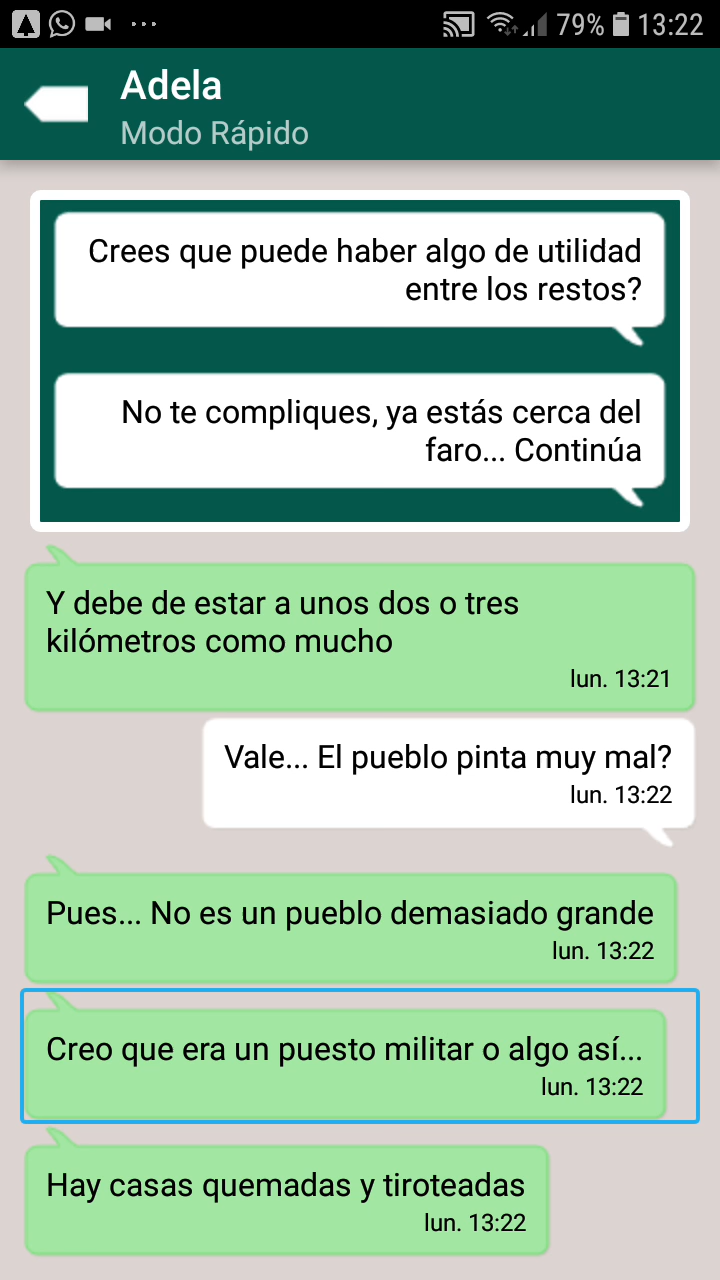 79% 13:22
Adela
Modo Rápido
Crees que puede haber algo de utilidad
entre los restos?
No te compliques, ya estás cerca del
faro... Continúa
Y debe de estar a unos dos o tres
kilómetros como mucho
lun. 13:21
Vale... El pueblo pinta muy mal?
lun. 13:22
Pues... No es un pueblo demasiado grande
lun. 13:22
Creo que era un puesto militar o algo así...
lun. 13:22
Hay casas quemadas y tiroteadas
lun. 13:22